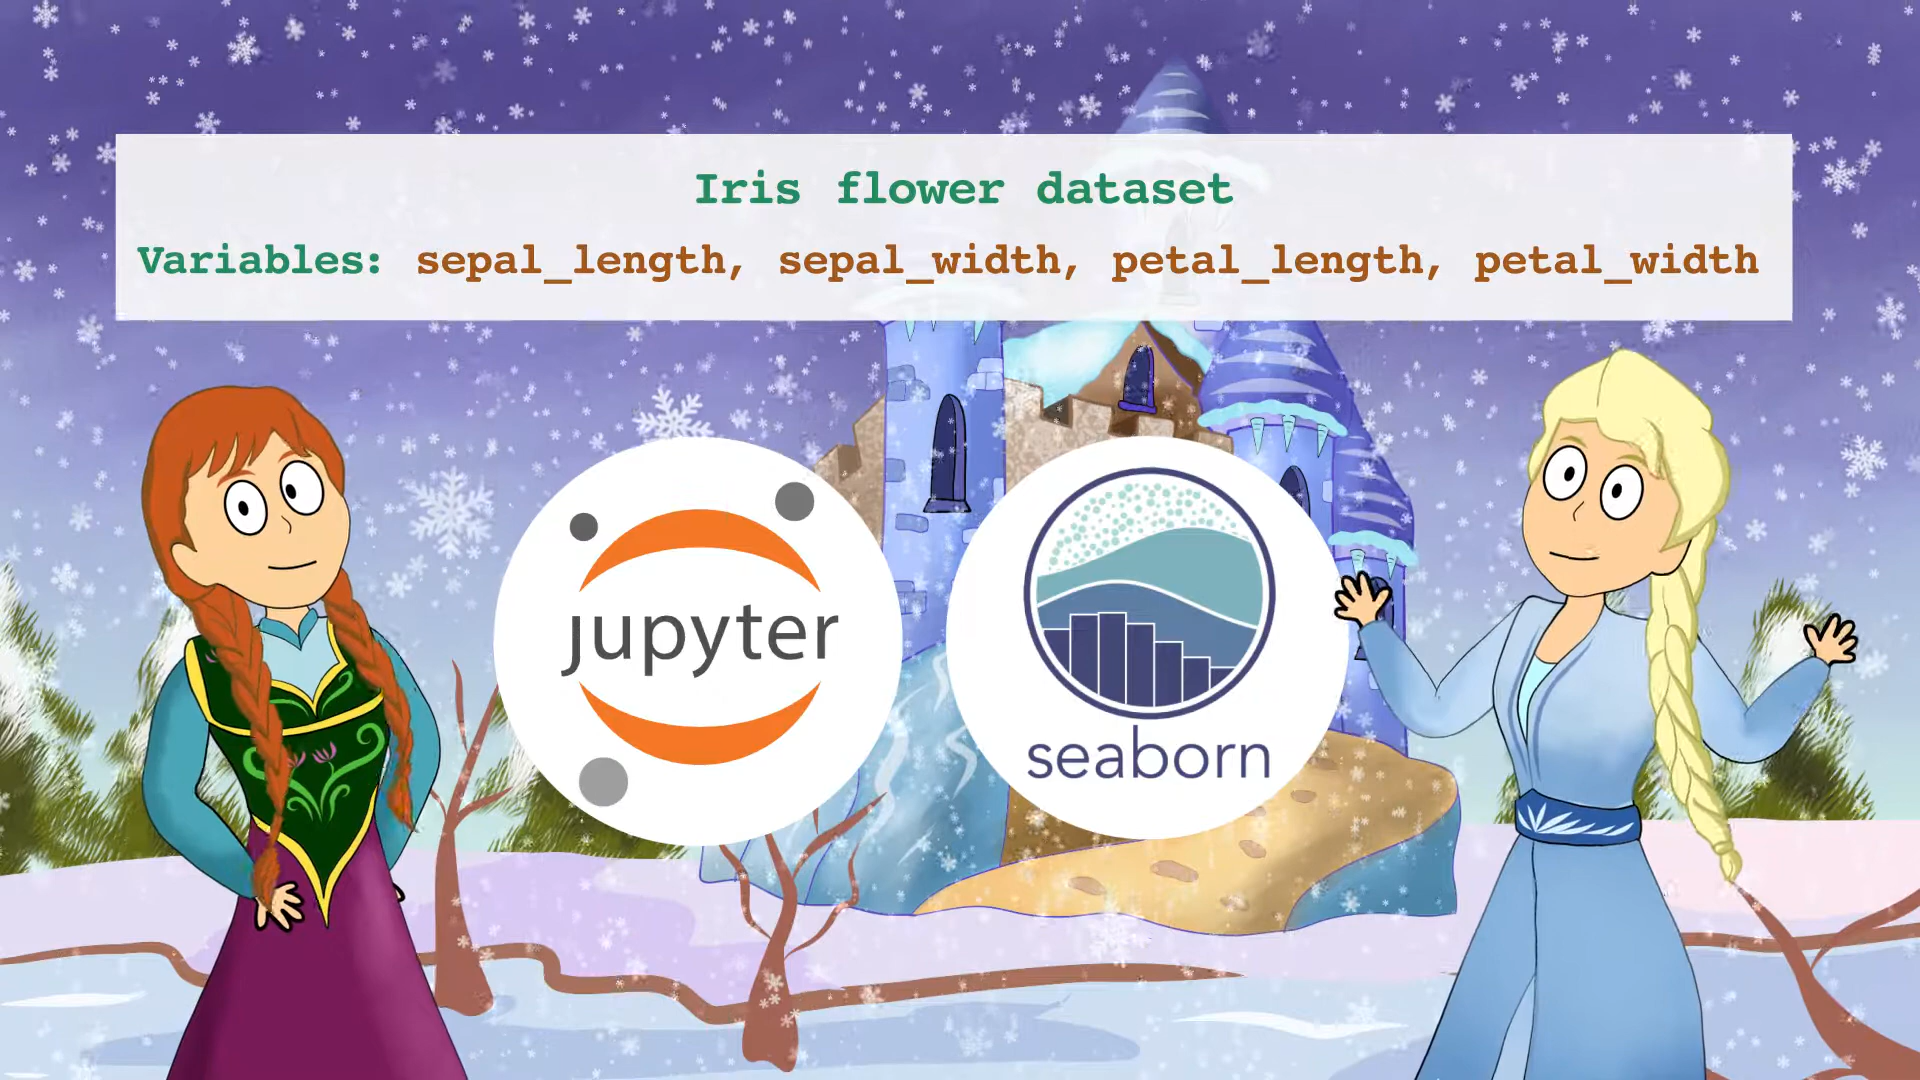 Iris flower dataset
Variables: sepal_length, sepal_width, petal_length, petal_width
jupyter
seaborn